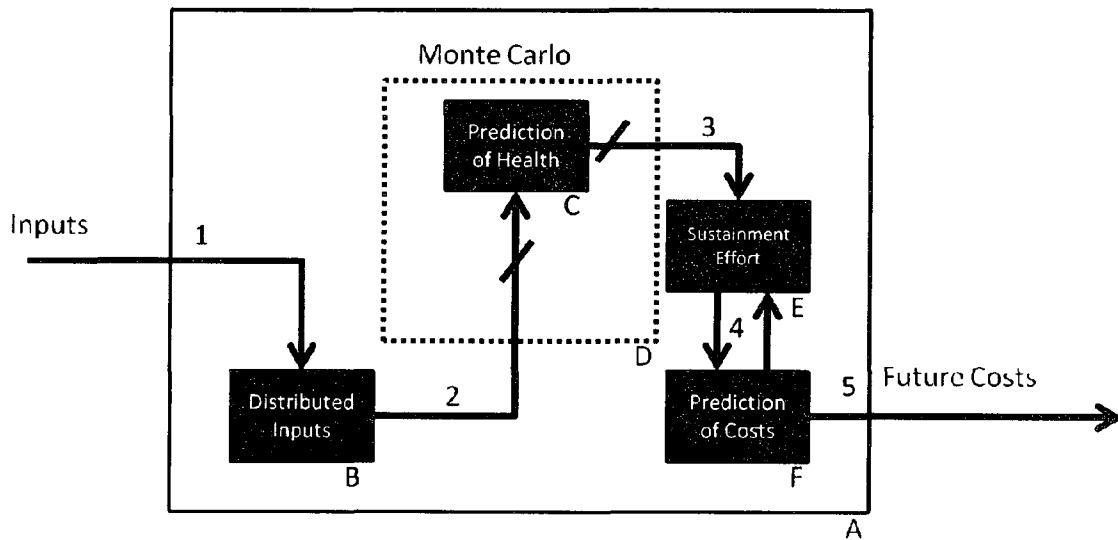 Monte Carlo
Prediction
of Health
C
3
Inputs
1
Sustainment
Effort
E
4
D
Distributed
Inputs
B
2
Prediction
of Costs
F
5
Future Costs
A